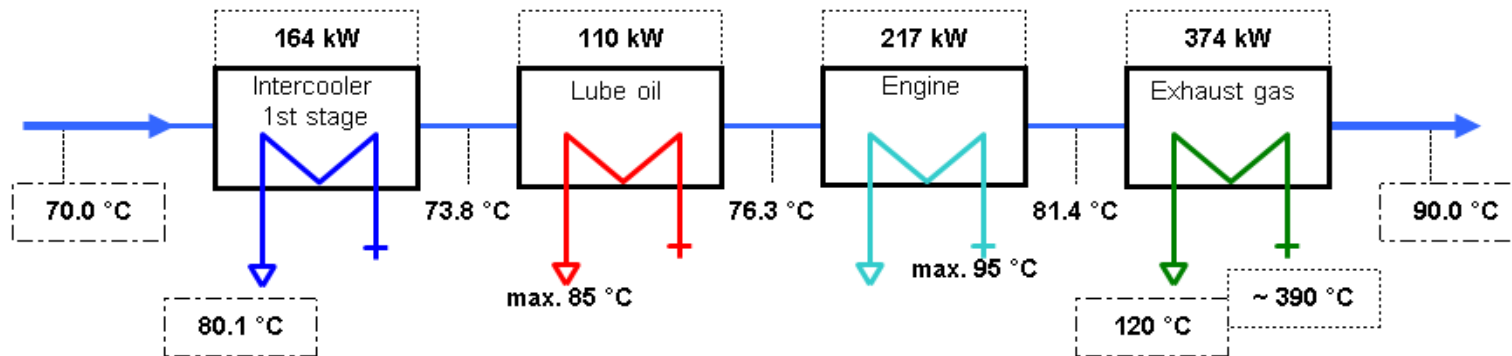 164 kW
110 kW
217 kW
374 kW
Intercooler
1st stage
Lube oil
Engine
Exhaust gas
70.0 °C
73.8 °C
76.3 °C
81.4 °C
90.0 °C
80.1 °C
max. 85 °C
max. 95 °C
120 °C
~ 390 °C